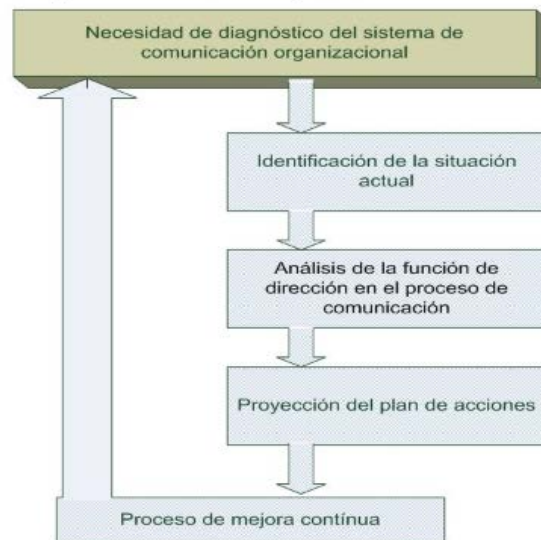 Necesidad de diagnóstico del sistema de
comunicación organizacional
Identificación de la situación
actual
Análisis de la función de
dirección en el proceso de
comunicación
Proyección del plan de acciones
Proceso de mejora contínua